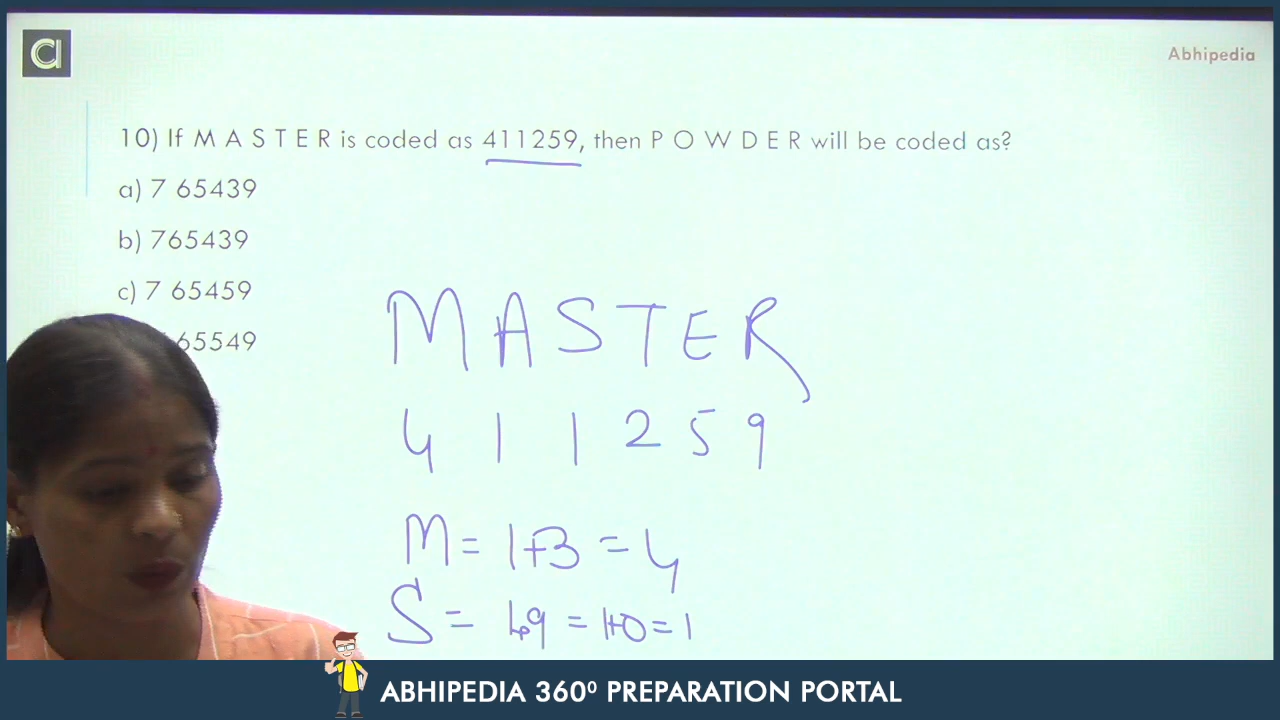 Abhipedia
10) If M A S T E R is coded as 411259, then P O W D E R will be coded as?
a) 7 65439
b) 765439
c) 7 65459
65549
MASTER
4 1 1 2 5 9
M = 1+3 = 4
S = 19 = 1+0 = 1
ABHIPEDIA 360⁰ PREPARATION PORTAL